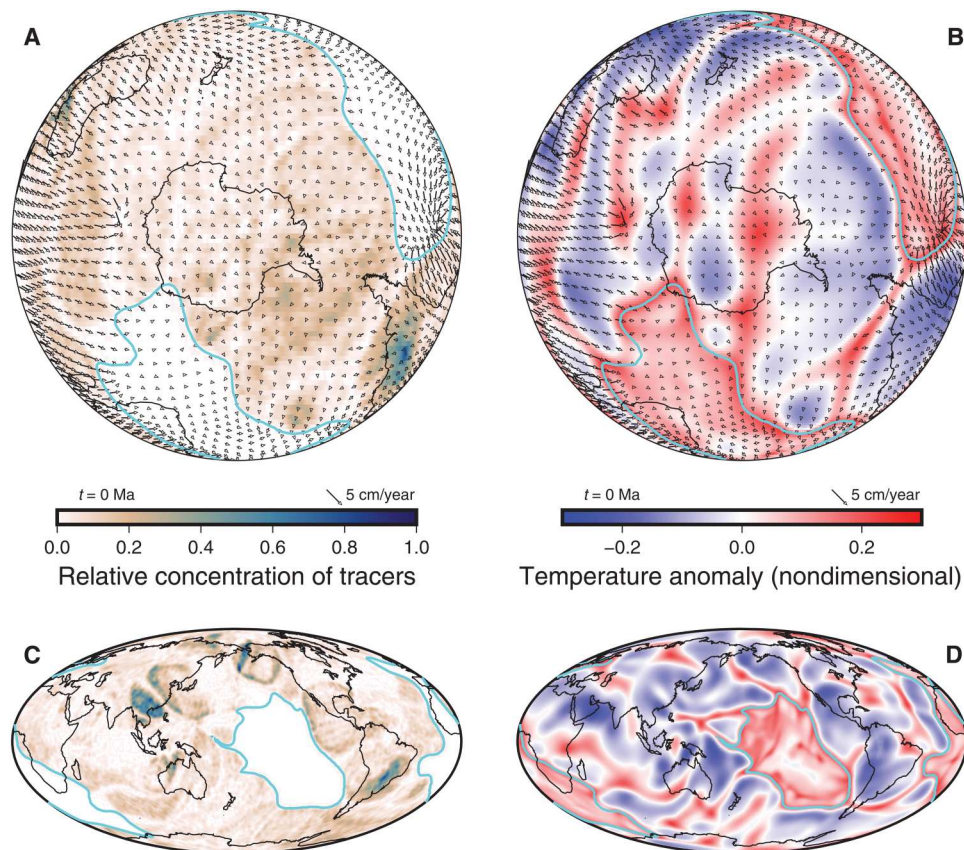 A
B
t = 0 Ma
5 cm/year
0.0 0.2 0.4 0.6 0.8 1.0
Relative concentration of tracers
t = 0 Ma
5 cm/year
−0.2 0.0 0.2
Temperature anomaly (nondimensional)
C
D